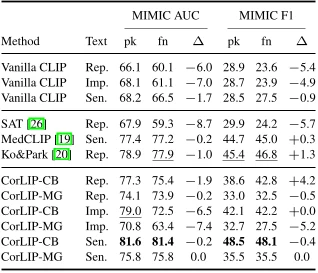 MIMIC AUC MIMIC F1
Method Text pk fn Δ pk fn Δ
Vanilla CLIP Rep. 66.1 60.1 −6.0 28.9 23.6 −5.4
Vanilla CLIP Imp. 68.1 61.1 −7.0 28.7 23.9 −4.9
Vanilla CLIP Sen. 68.2 66.5 −1.7 28.5 27.5 −0.9
SAT [26] Rep. 67.9 59.3 −8.7 29.9 24.2 −5.7
MedCLIP [19] Sen. 77.4 77.2 −0.2 44.7 45.0 +0.3
Ko&Park [20] Rep. 78.9 77.9 −1.0 45.4 46.8 +1.3
CorLIP-CB Rep. 77.3 75.4 −1.9 38.6 42.8 +4.2
CorLIP-MG Rep. 74.1 73.9 −0.2 33.0 32.5 −0.5
CorLIP-CB Imp. 79.0 72.5 −6.5 42.1 42.2 +0.0
CorLIP-MG Imp. 70.8 63.4 −7.4 32.7 27.5 −5.2
CorLIP-CB Sen. 81.6 81.4 −0.2 48.5 48.1 −0.4
CorLIP-MG Sen. 75.8 75.8 0.0 35.5 35.5 0.0